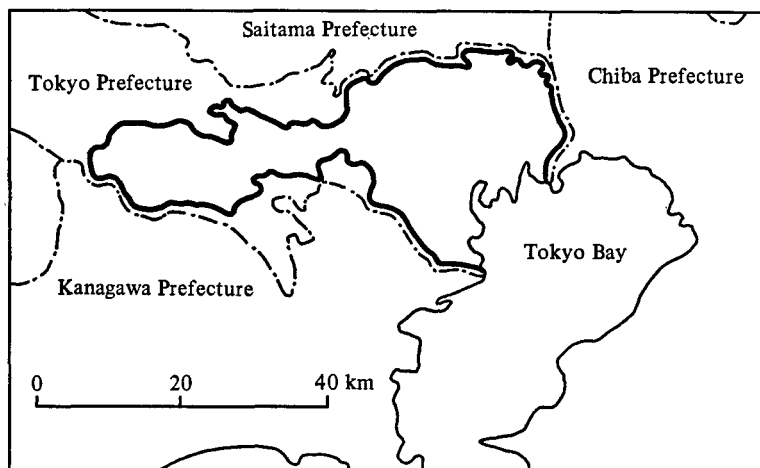 Saitama Prefecture
Tokyo Prefecture
Chiba Prefecture
Tokyo Bay
Kanagawa Prefecture
0 20 40 km